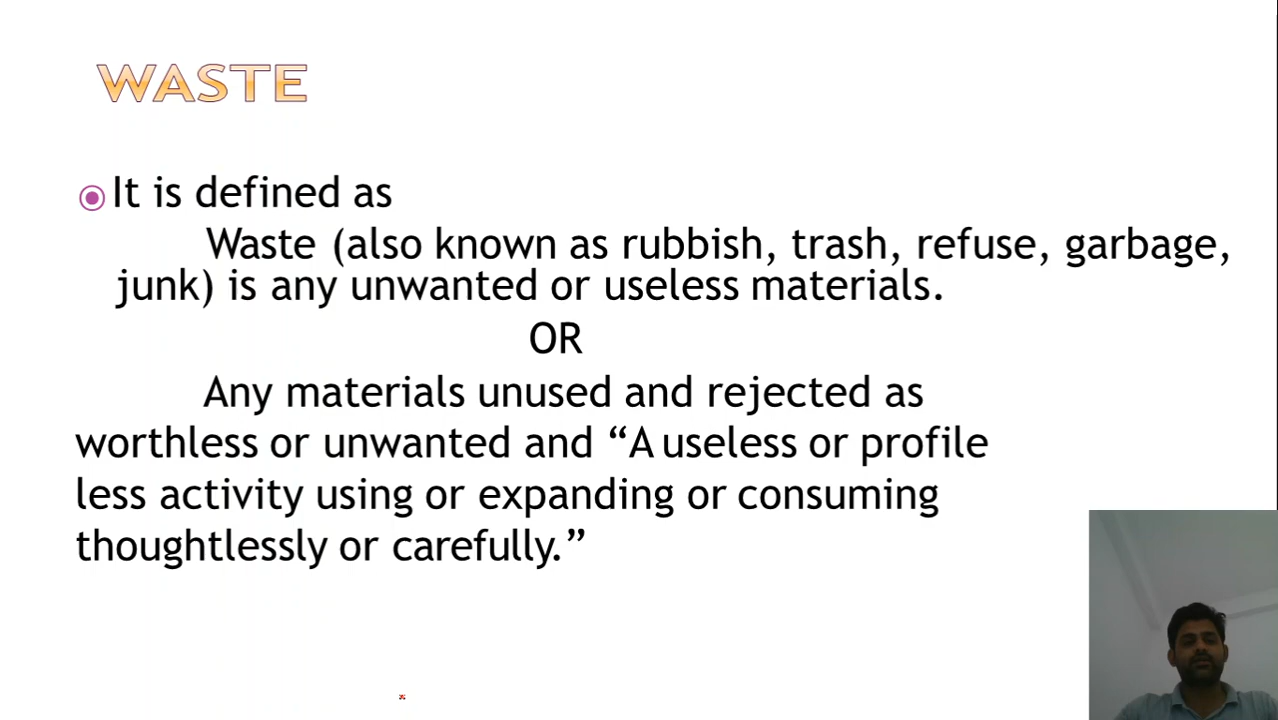 WASTE
It is defined as
Waste (also known as rubbish, trash, refuse, garbage,
junk) is any unwanted or useless materials.
OR
Any materials unused and rejected as
worthless or unwanted and “A useless or profile
less activity using or expanding or consuming
thoughtlessly or carefully.”